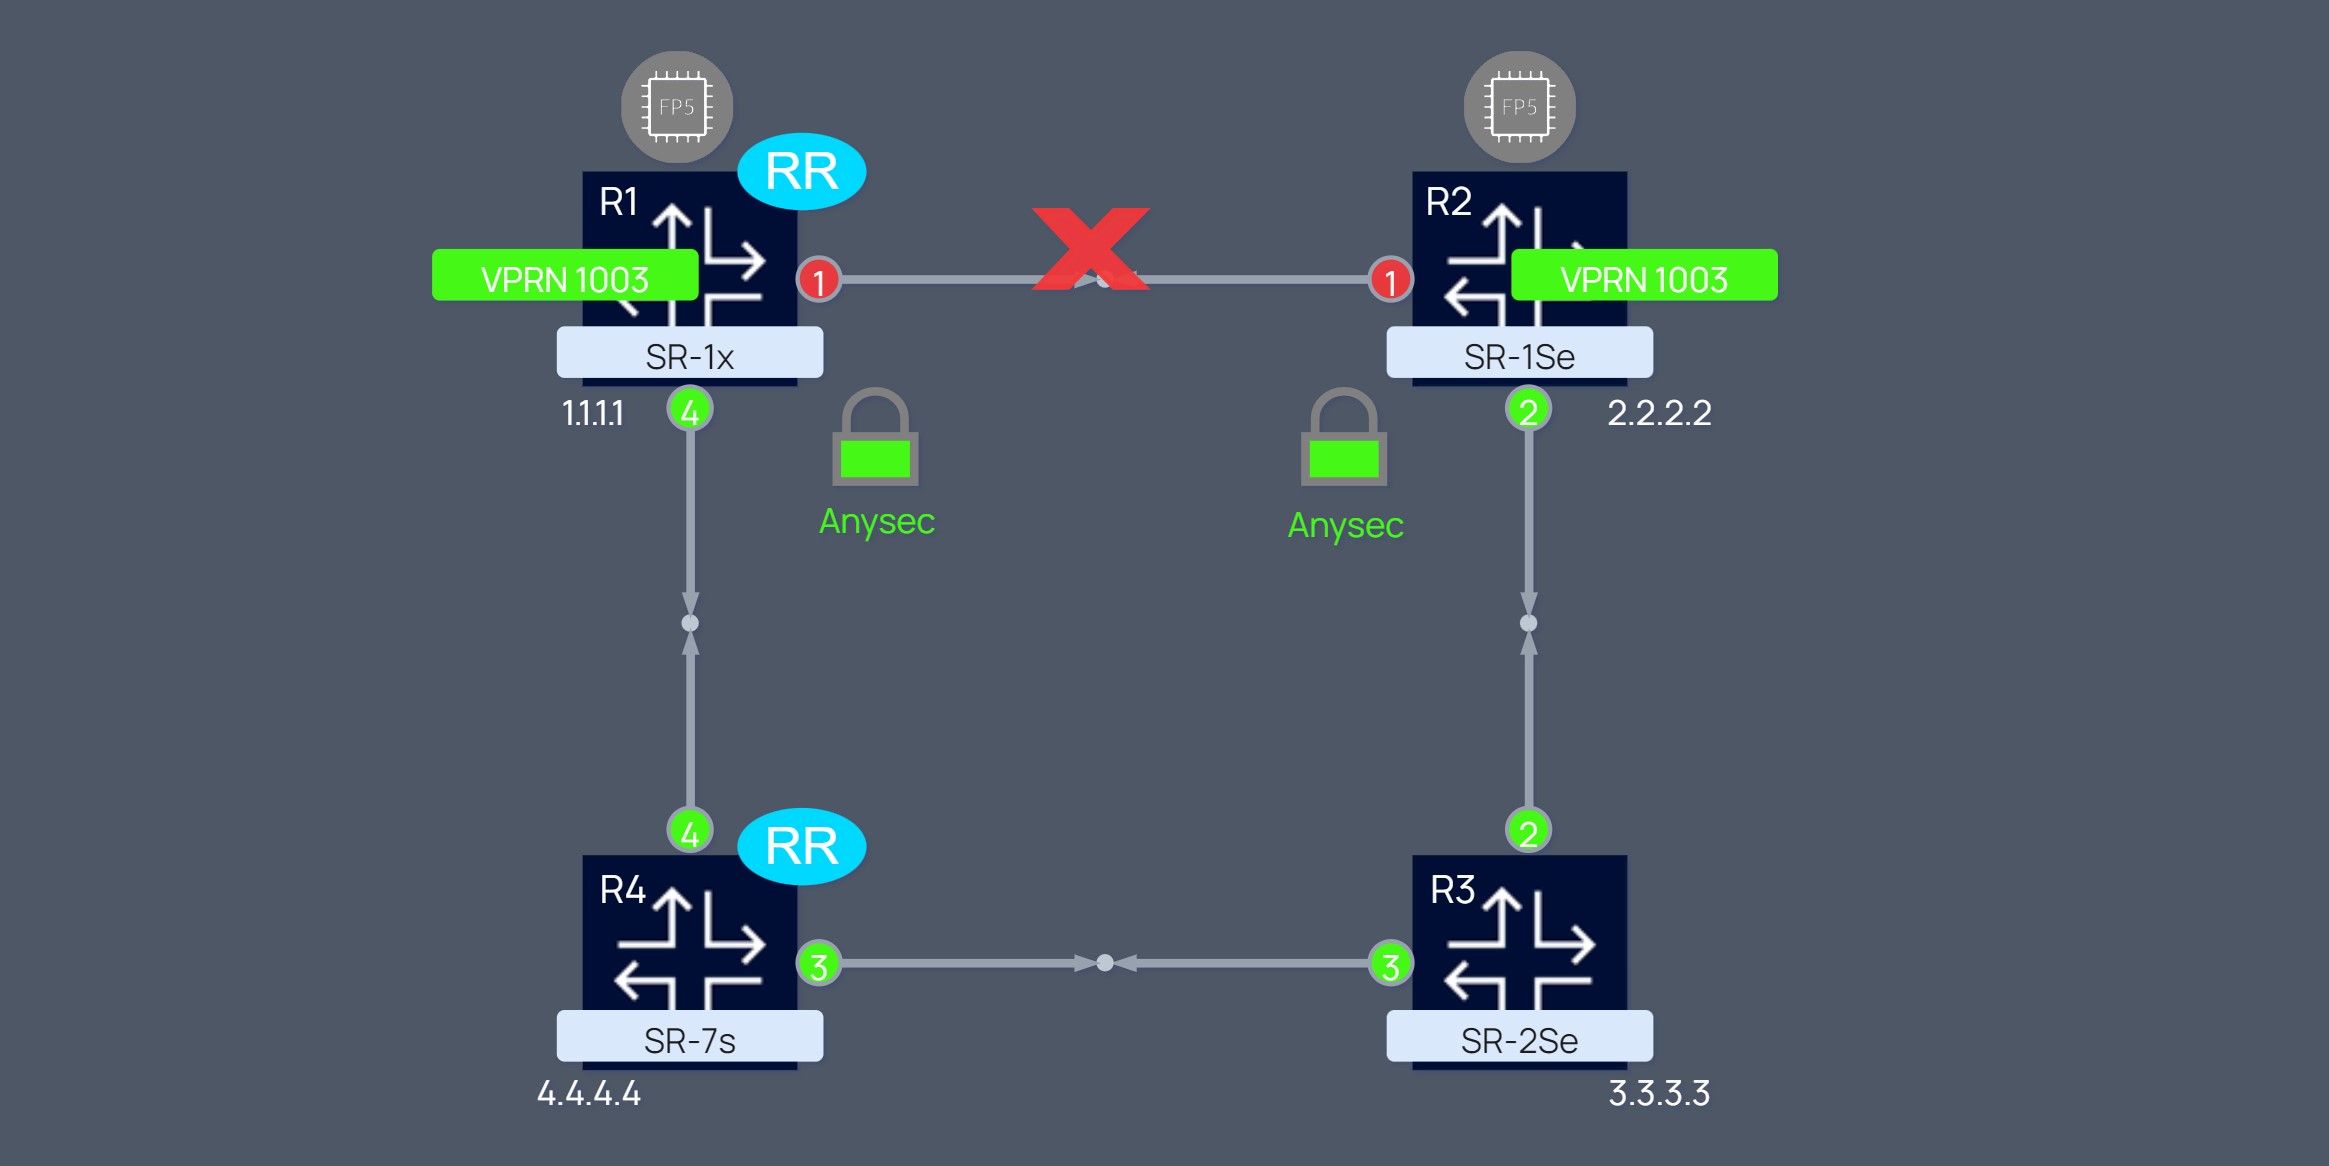 FP5
FP5
RR
R1
R2
VPRN 1003
1
1
VPRN 1003
SR-1x
SR-1Se
1.1.1.1
4
2
2.2.2.2
Anysec
Anysec
4
2
RR
R4
R3
3
3
SR-7s
SR-2Se
4.4.4.4
3.3.3.3